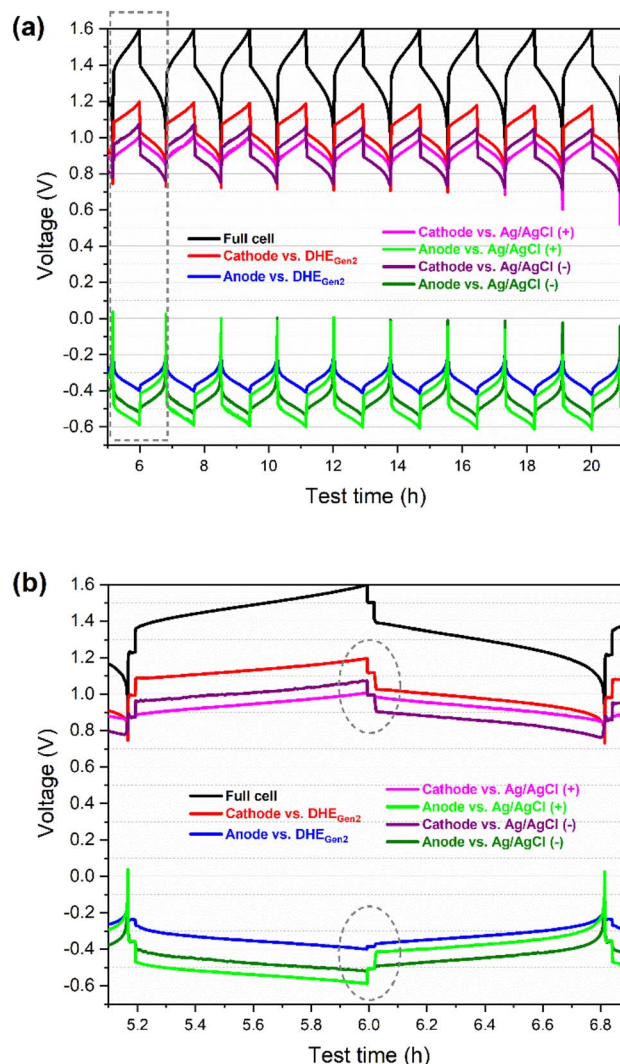 (a)
1.6
1.4
1.2
1.0
0.8
0.6
0.4
0.2
0.0
-0.2
-0.4
-0.6
Voltage (V)
Full cell
Cathode vs. DHEGen2
Anode vs. DHEGen2
Cathode vs. Ag/AgCl (+)
Anode vs. Ag/AgCl (+)
Cathode vs. Ag/AgCl (-)
Anode vs. Ag/AgCl (-)
6 8 10 12 14 16 18 20
Test time (h)
(b)
1.6
1.4
1.2
1.0
0.8
0.6
0.4
0.2
0.0
-0.2
-0.4
-0.6
Voltage (V)
Full cell
Cathode vs. DHEGen2
Anode vs. DHEGen2
Cathode vs. Ag/AgCl (+)
Anode vs. Ag/AgCl (+)
Cathode vs. Ag/AgCl (-)
Anode vs. Ag/AgCl (-)
5.2 5.4 5.6 5.8 6.0 6.2 6.4 6.6 6.8
Test time (h)